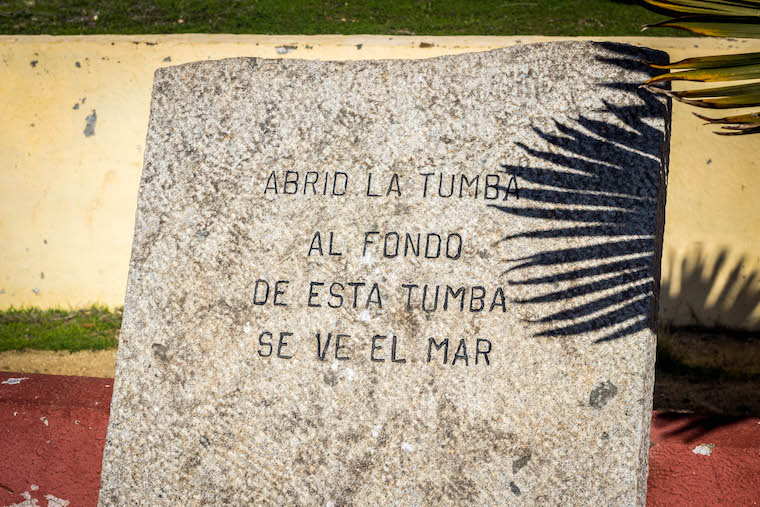 ABRID LA TUMBA
AL FONDO
DE ESTA TUMBA
SE VE EL MAR